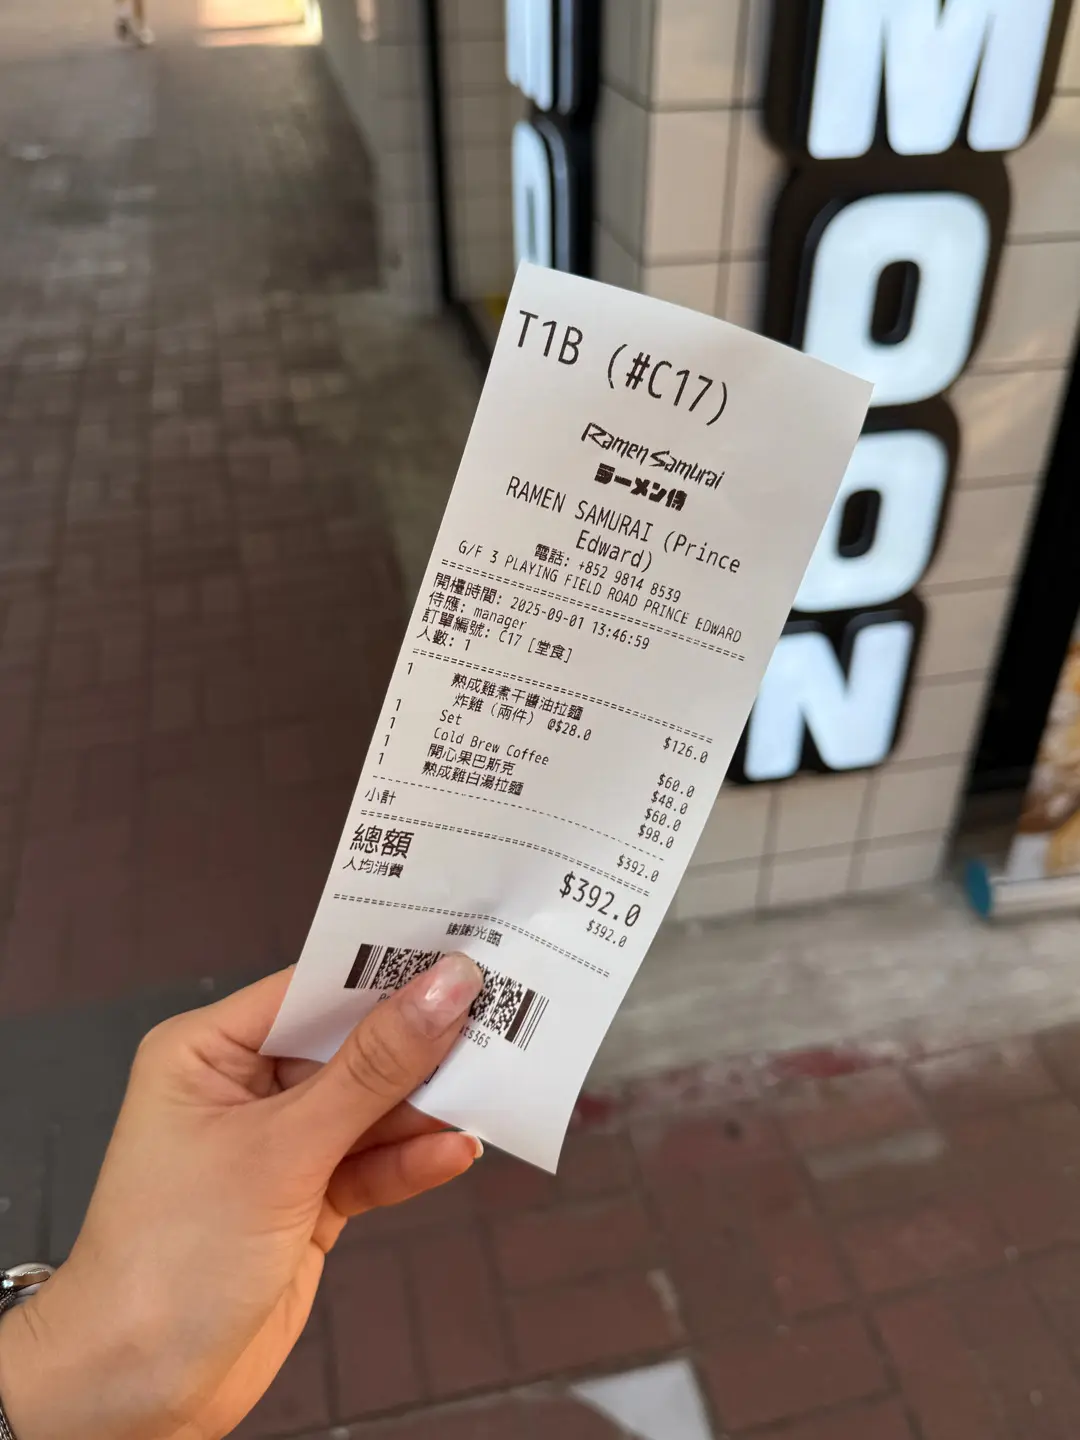 MOON
T1B (#C17)
Ramen Samurai
ラーメン侍
RAMEN SAMURAI (Prince
Edward)
電話: +852 9814 8539
G/F 3 PLAYING FIELD ROAD PRINCE EDWARD
開檯時間: 2025-09-01 13:46:59
侍應: manager
訂單編號: C17 [堂食]
人數: 1
1 熟成雞煮干醬油拉麵 $126.0
炸雞 (兩件) @$28.0
1 Set $60.0
1 Cold Brew Coffee $48.0
1 開心果巴斯克 $60.0
1 熟成雞白湯拉麵 $98.0
小計 $392.0
總額 $392.0
人均消費 $392.0
謝謝光臨